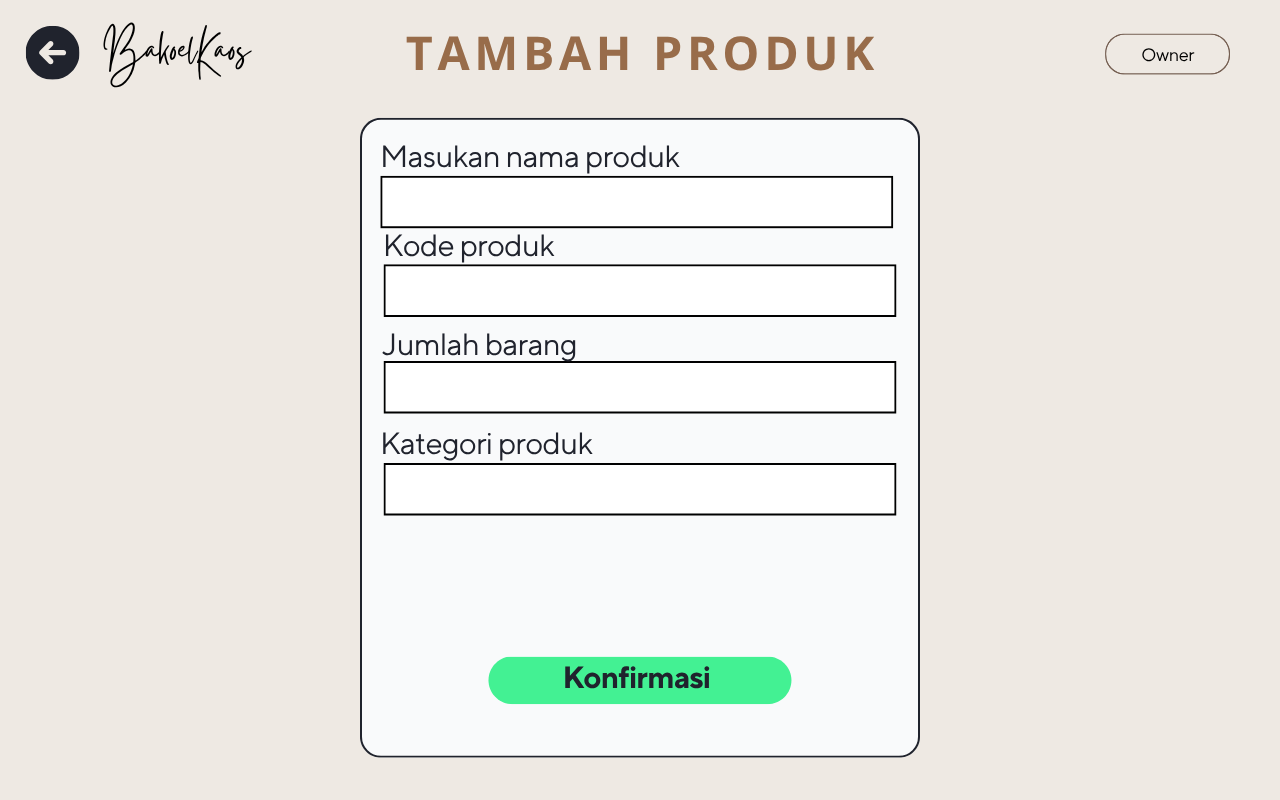 BakoelKaos
TAMBAH PRODUK
Owner
Masukan nama produk
Kode produk
Jumlah barang
Kategori produk
Konfirmasi